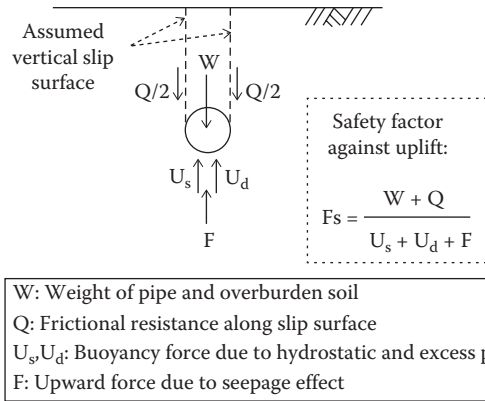 Assumed
vertical slip
surface
W
Q/2
Q/2
U_s
U_d
F
Safety factor
against uplift:
Fs = (W + Q) / (U_s + U_d + F)
W: Weight of pipe and overburden soil
Q: Frictional resistance along slip surface
U_s,U_d: Buoyancy force due to hydrostatic and excess p
F: Upward force due to seepage effect